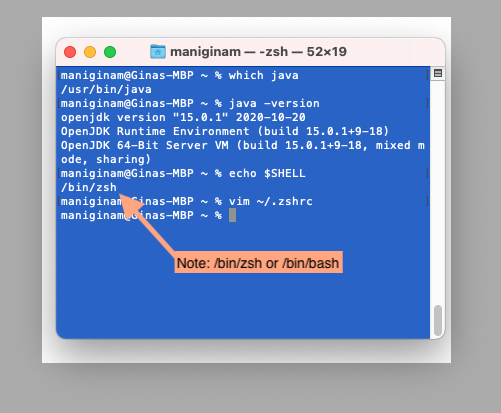 maniginam — -zsh — 52×19
maniginam@Ginas-MBP ~ % which java
/usr/bin/java
maniginam@Ginas-MBP ~ % java -version
openjdk version "15.0.1" 2020-10-20
OpenJDK Runtime Environment (build 15.0.1+9-18)
OpenJDK 64-Bit Server VM (build 15.0.1+9-18, mixed m
ode, sharing)
maniginam@Ginas-MBP ~ % echo $SHELL
/bin/zsh
maniginam@Ginas-MBP ~ % vim ~/.zshrc
maniginam@Ginas-MBP ~ %
Note: /bin/zsh or /bin/bash